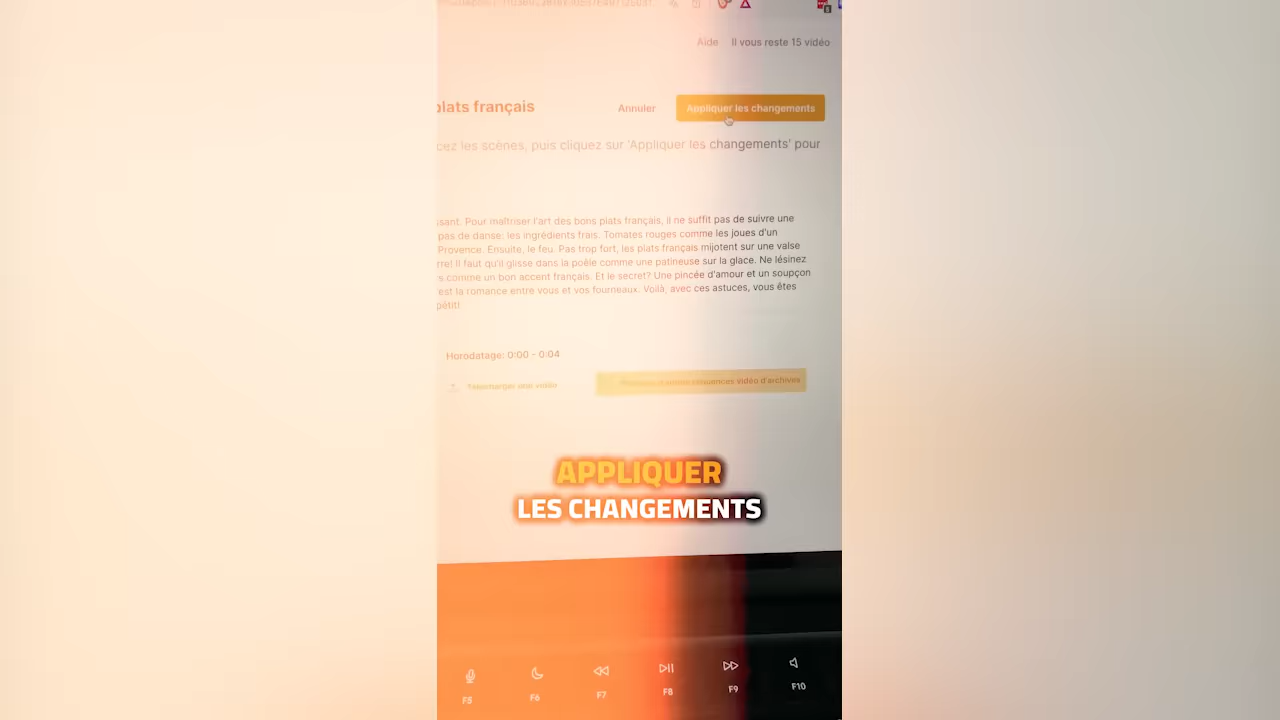 Aide Il vous reste 15 vidéo
plats français Annuler Appliquer les changements
cez les scènes, puis cliquez sur 'Appliquer les changements' pour
ssant. Pour maîtriser l'art des bons plats français, il ne suffit pas de suivre une
pas de danse: les ingrédients frais. Tomates rouges comme les joues d'un
Provence. Ensuite, le feu. Pas trop fort, les plats français mijotent sur une valse
rre! Il faut qu'il glisse dans la poêle comme une patineuse sur la glace. Ne lésinez
s comme un bon accent français. Et le secret? Une pincée d'amour et un soupçon
est la romance entre vous et vos fourneaux. Voilà, avec ces astuces, vous êtes
pétit!
Horodatage: 0:00 - 0:04
Télécharger une vidéo séquences vidéo d'archives
APPLIQUER
LES CHANGEMENTS
F5 F6 F7 F8 F9 F10